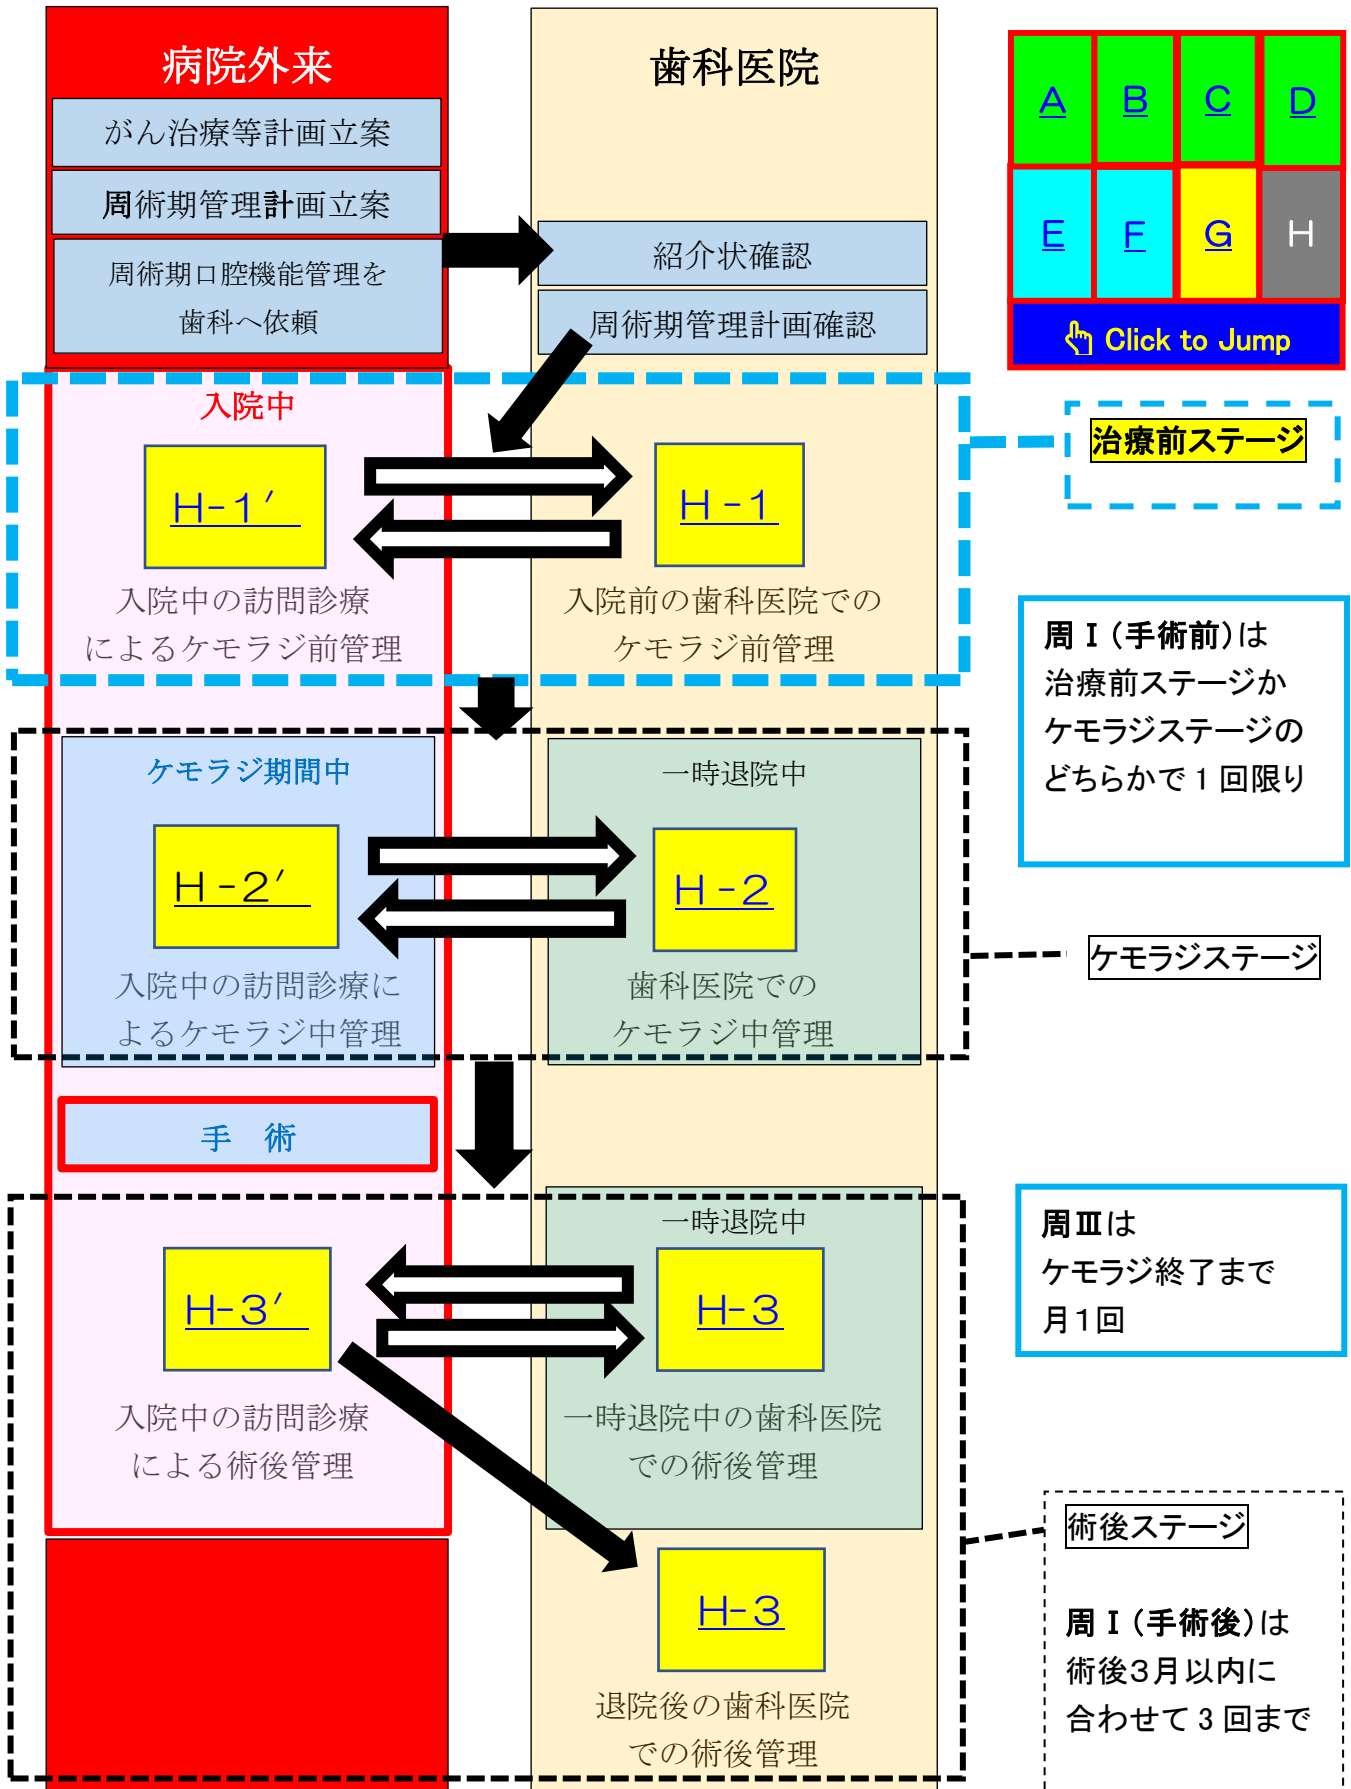 病院外来
がん治療等計画立案
周術期管理計画立案
周術期口腔機能管理を
歯科へ依頼
歯科医院
紹介状確認
周術期管理計画確認
A
B
C
D
E
F
G
H
Click to Jump
入院中
H-1′
入院中の訪問診療
によるケモラジ前管理
H-1
入院前の歯科医院での
ケモラジ前管理
治療前ステージ
周Ⅰ(手術前)は
治療前ステージか
ケモラジステージの
どちらかで1回限り
ケモラジ期間中
H-2′
入院中の訪問診療に
よるケモラジ中管理
一時退院中
H-2
歯科医院での
ケモラジ中管理
ケモラジステージ
手 術
H-3′
入院中の訪問診療
による術後管理
一時退院中
H-3
一時退院中の歯科医院
での術後管理
周Ⅲは
ケモラジ終了まで
月1回
H-3
退院後の歯科医院
での術後管理
術後ステージ
周Ⅰ(手術後)は
術後3月以内に
合わせて3回まで